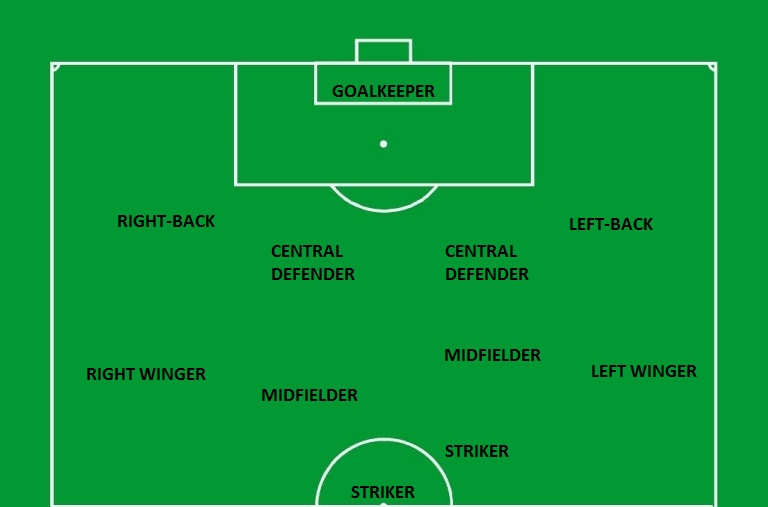 GOALKEEPER
RIGHT-BACK
LEFT-BACK
CENTRAL
DEFENDER
CENTRAL
DEFENDER
MIDFIELDER
RIGHT WINGER
LEFT WINGER
MIDFIELDER
STRIKER
STRIKER